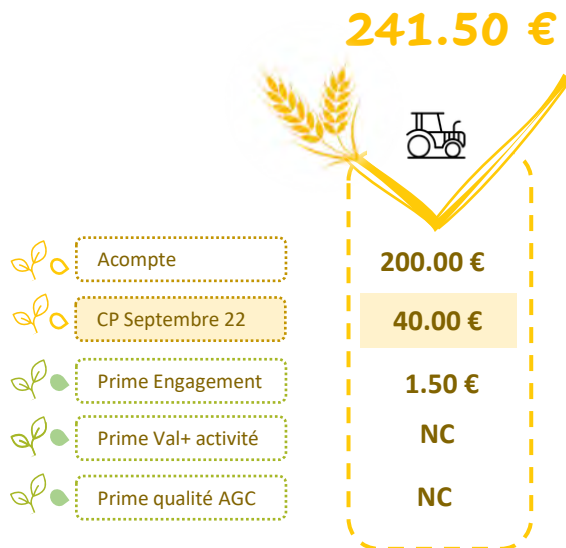 241.50 €
Acompte 200.00 €
CP Septembre 22 40.00 €
Prime Engagement 1.50 €
Prime Val+ activité NC
Prime qualité AGC NC